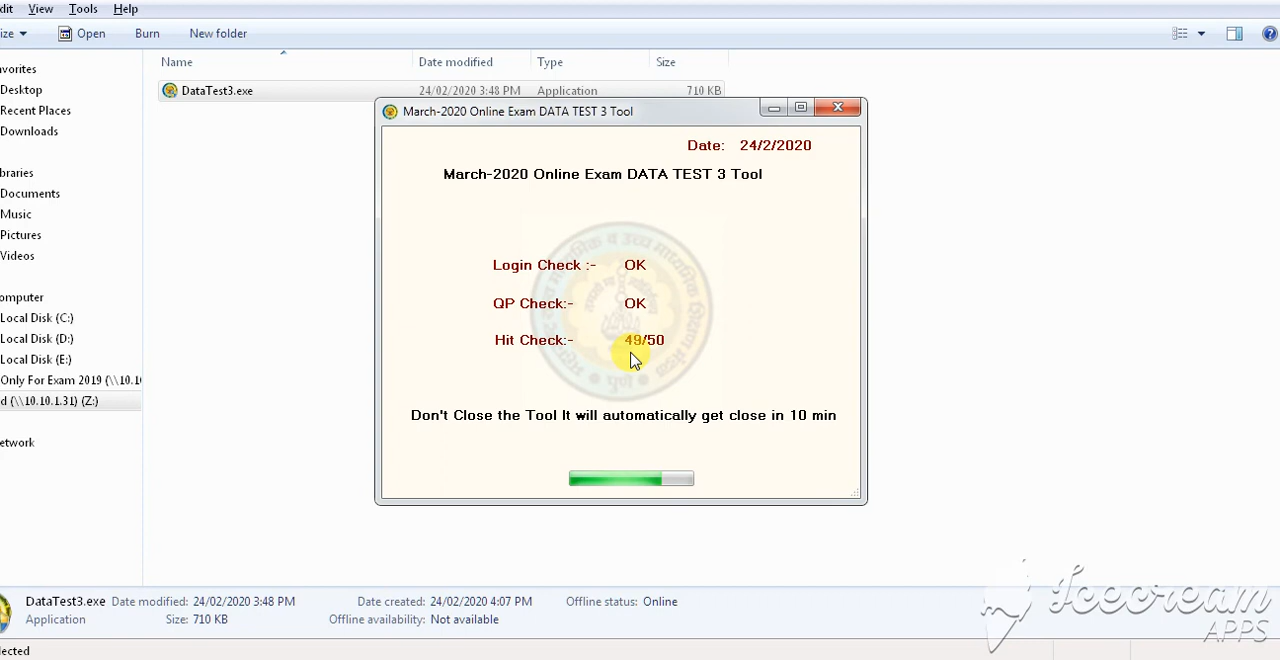 dit View Tools Help
ize Open Burn New folder
Name Date modified Type Size
DataTest3.exe 24/02/2020 3:48 PM Application 710 KB
vorites
Desktop
Recent Places
Downloads
braries
Documents
Music
Pictures
Videos
omputer
Local Disk (C:)
Local Disk (D:)
Local Disk (E:)
Only For Exam 2019 (\\10.10
d (\\10.10.1.31) (Z:)
etwork
March-2020 Online Exam DATA TEST 3 Tool
Date: 24/2/2020
March-2020 Online Exam DATA TEST 3 Tool
Login Check :- OK
QP Check:- OK
Hit Check:- 49/50
Don't Close the Tool It will automatically get close in 10 min
DataTest3.exe Date modified: 24/02/2020 3:48 PM Date created: 24/02/2020 4:07 PM Offline status: Online
Application Size: 710 KB Offline availability: Not available
lected
Icecream
APPS